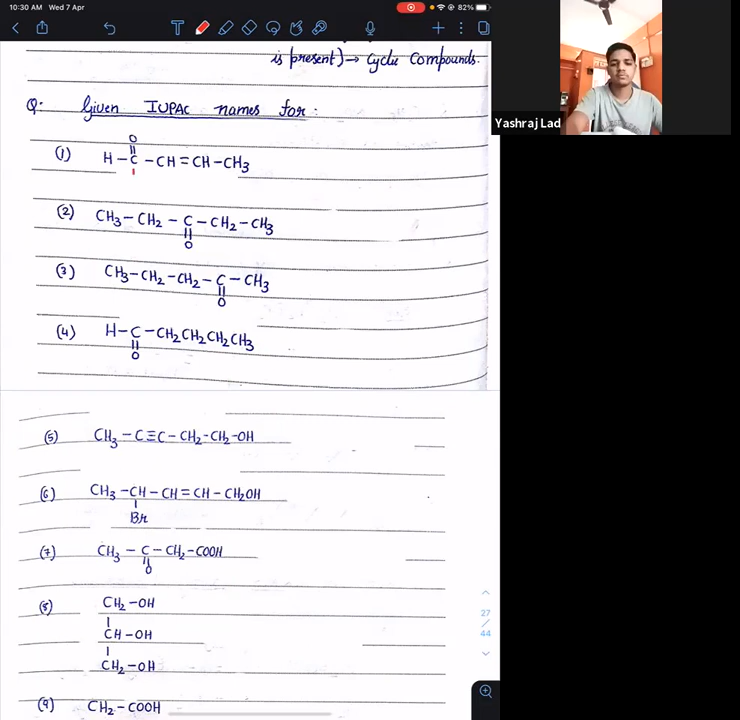 10:30 AM Wed 7 Apr
82%
is present) → Cyclic Compounds.
Q: Given IUPAC names for:
(1) H-C(=O)-CH=CH-CH3
(2) CH3-CH2-C(=O)-CH2-CH3
(3) CH3-CH2-CH2-C(=O)-CH3
(4) H-C(=O)-CH2CH2CH2CH3
(5) CH3-C≡C-CH2-CH2-OH
(6) CH3-CH(Br)-CH=CH-CH2OH
(7) CH3-C(=O)-CH2-COOH
(8) CH2-OH
CH-OH
CH2-OH
(9) CH2-COOH
Yashraj Lad
27
/
44